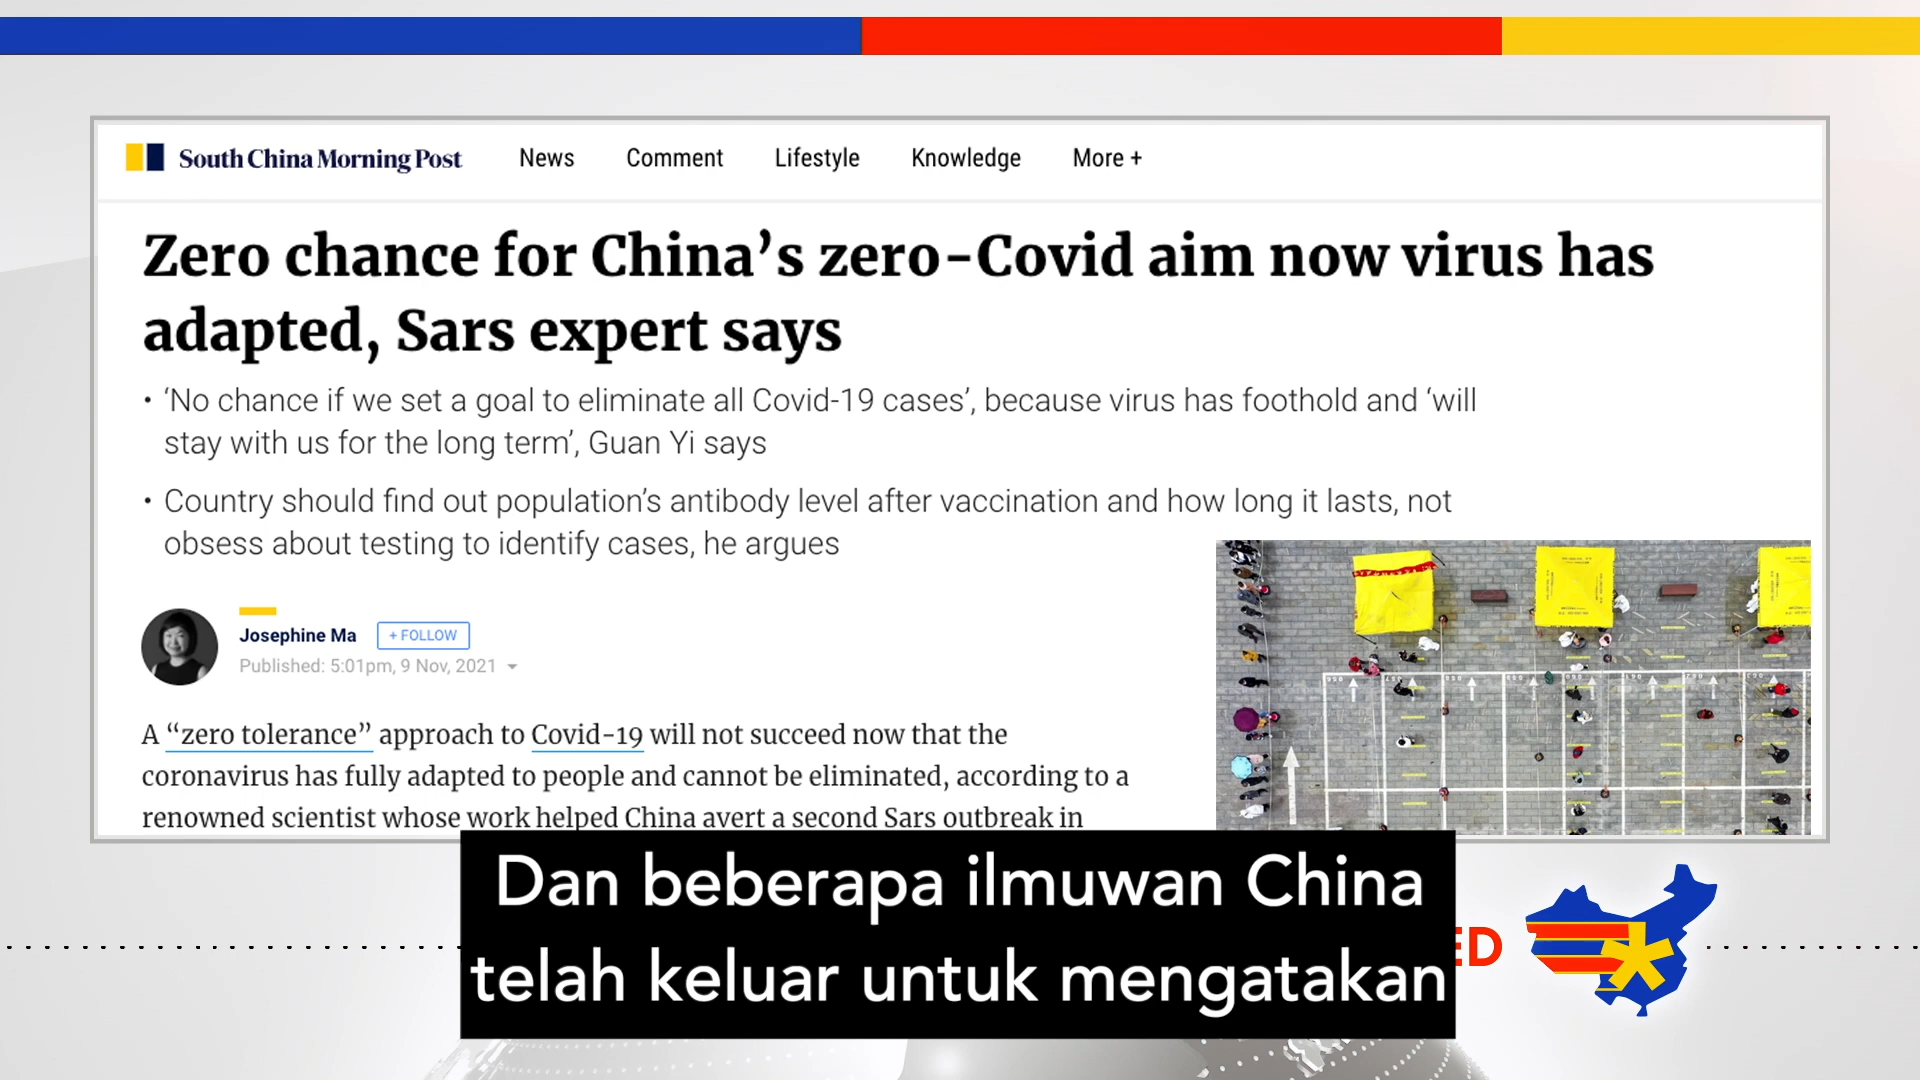 South China Morning Post News Comment Lifestyle Knowledge More +
Zero chance for China’s zero-Covid aim now virus has
adapted, Sars expert says
• ‘No chance if we set a goal to eliminate all Covid-19 cases’, because virus has foothold and ‘will
stay with us for the long term’, Guan Yi says
• Country should find out population’s antibody level after vaccination and how long it lasts, not
obsess about testing to identify cases, he argues
Josephine Ma + FOLLOW
Published: 5:01pm, 9 Nov, 2021
A “zero tolerance” approach to Covid-19 will not succeed now that the
coronavirus has fully adapted to people and cannot be eliminated, according to a
renowned scientist whose work helped China avert a second Sars outbreak in
Dan beberapa ilmuwan China
telah keluar untuk mengatakan
ED